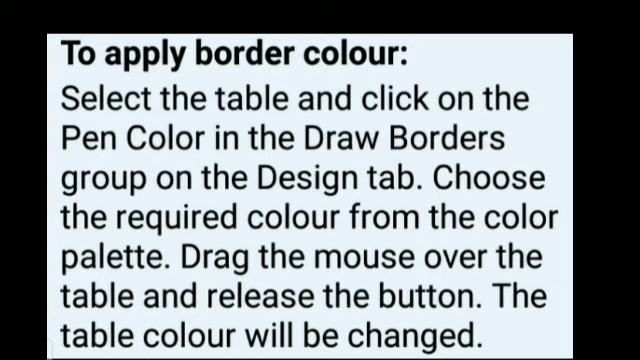 To apply border colour:
Select the table and click on the
Pen Color in the Draw Borders
group on the Design tab. Choose
the required colour from the color
palette. Drag the mouse over the
table and release the button. The
table colour will be changed.